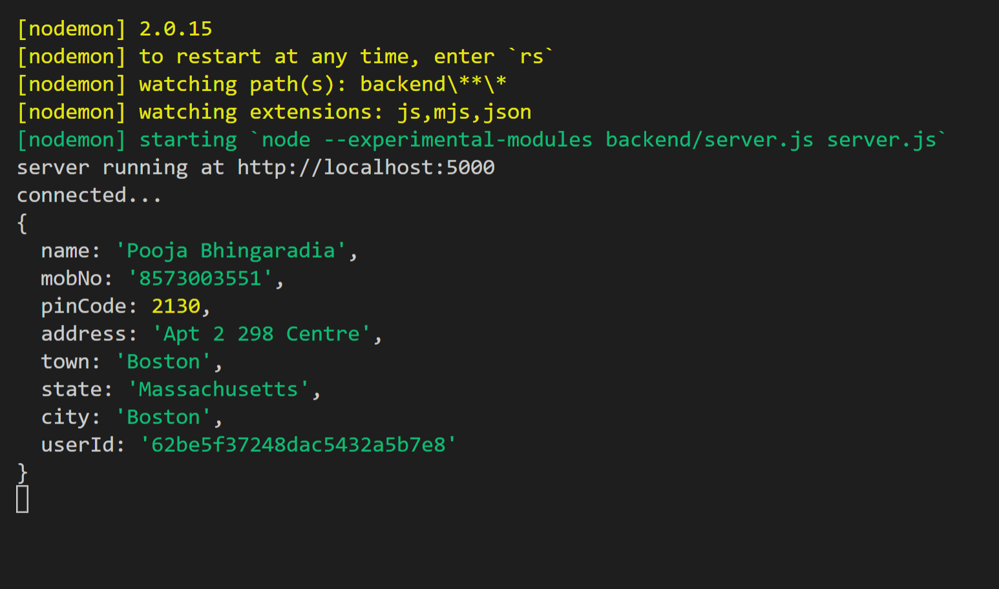 [nodemon] 2.0.15
[nodemon] to restart at any time, enter `rs`
[nodemon] watching path(s): backend\**\*
[nodemon] watching extensions: js,mjs,json
[nodemon] starting `node --experimental-modules backend/server.js server.js`
server running at http://localhost:5000
connected...
{
  name: 'Pooja Bhingaradia',
  mobNo: '8573003551',
  pinCode: 2130,
  address: 'Apt 2 298 Centre',
  town: 'Boston',
  state: 'Massachusetts',
  city: 'Boston',
  userId: '62be5f37248dac5432a5b7e8'
}